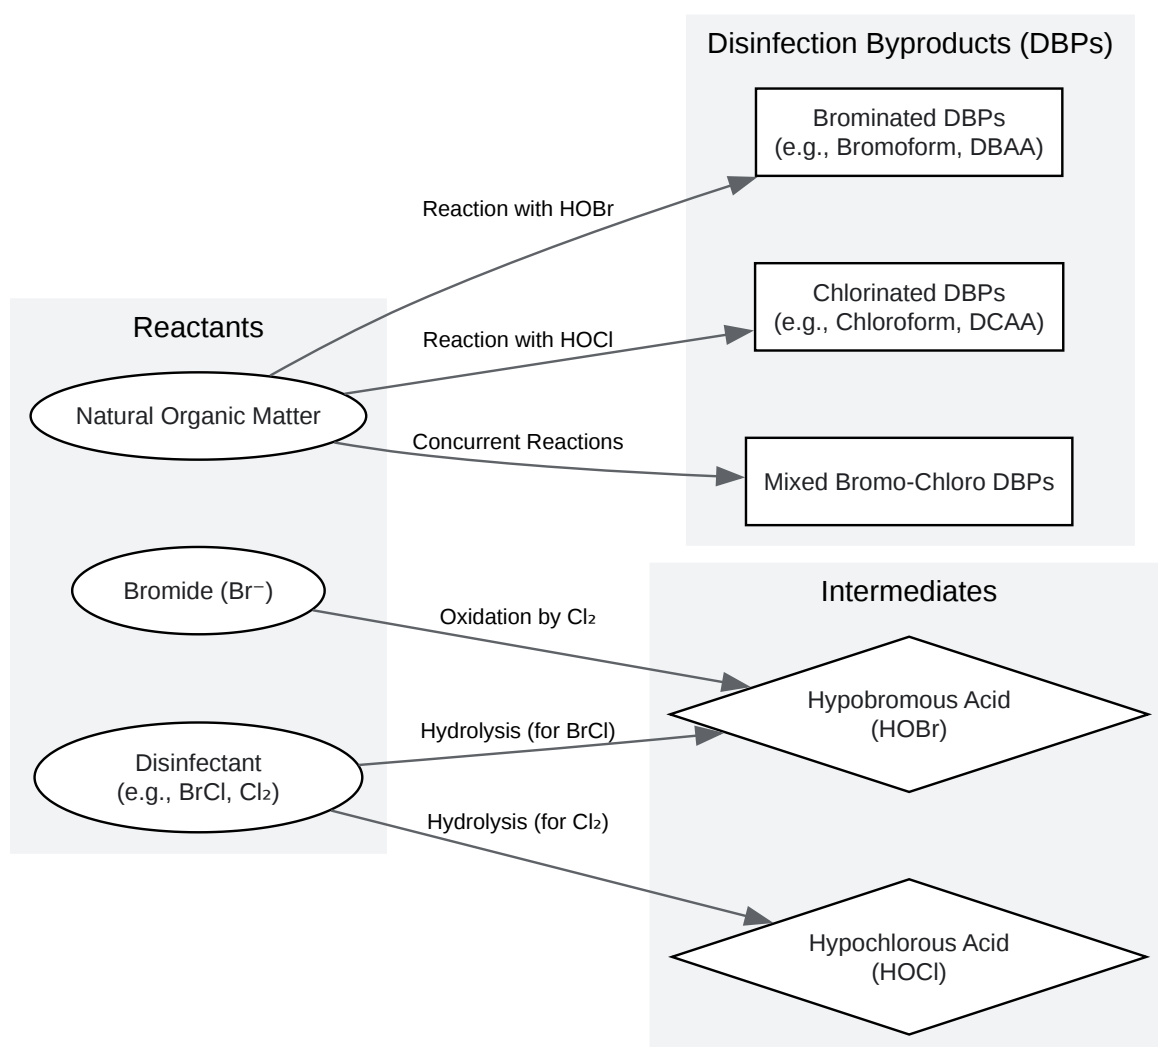 Disinfection Byproducts (DBPs)
Brominated DBPs
(e.g., Bromoform, DBAA)
Reaction with HOBr
Chlorinated DBPs
(e.g., Chloroform, DCAA)
Reactants
Reaction with HOCl
Natural Organic Matter
Concurrent Reactions
Mixed Bromo-Chloro DBPs
Intermediates
Bromide (Br⁻)
Oxidation by Cl₂
Hypobromous Acid
(HOBr)
Hydrolysis (for BrCl)
Disinfectant
(e.g., BrCl, Cl₂)
Hydrolysis (for Cl₂)
Hypochlorous Acid
(HOCl)